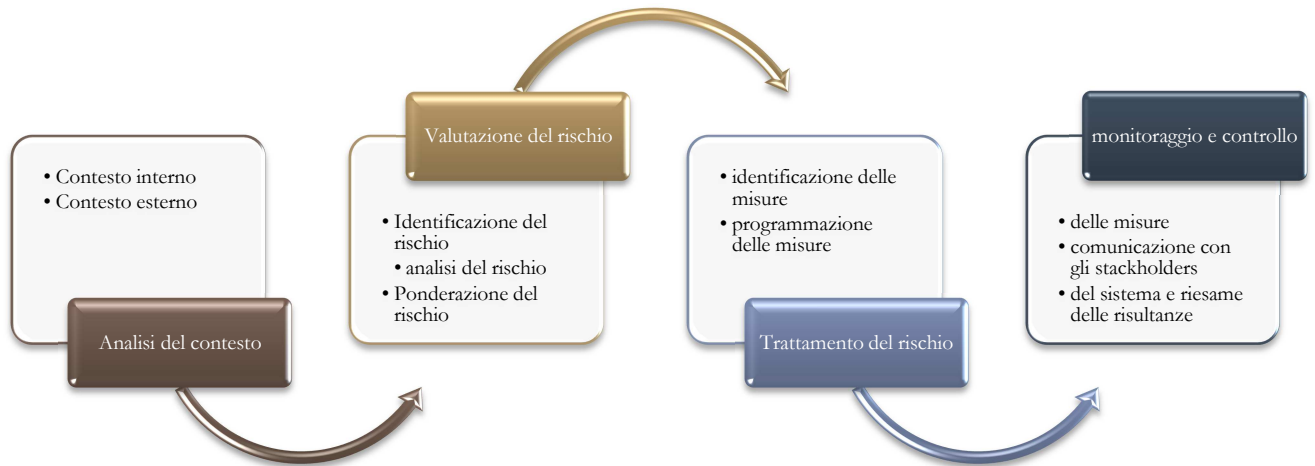 • Contesto interno
• Contesto esterno
Analisi del contesto
Valutazione del rischio
• Identificazione del
rischio
• analisi del rischio
• Ponderazione del
rischio
• identificazione delle
misure
• programmazione
delle misure
Trattamento del rischio
monitoraggio e controllo
• delle misure
• comunicazione con
gli stackholders
• del sistema e riesame
delle risultanze